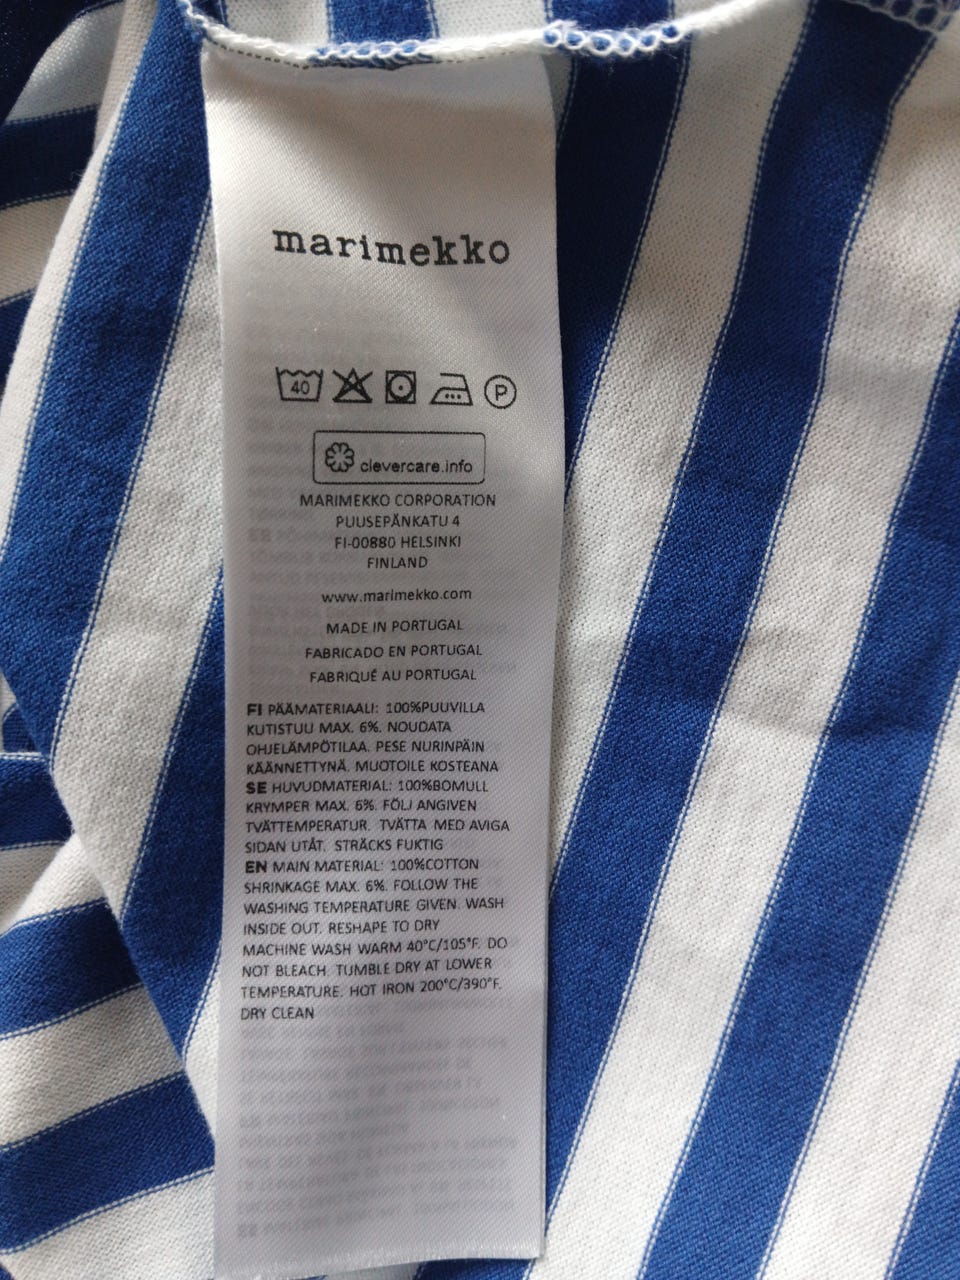 marimekko
40
P
clevercare.info
MARIMEKKO CORPORATION
PUUSEPÄNKATU 4
FI-00880 HELSINKI
FINLAND
www.marimekko.com
MADE IN PORTUGAL
FABRICADO EN PORTUGAL
FABRIQUÉ AU PORTUGAL
FI PÄÄMATERIAALI: 100%PUUVILLA
KUTISTUU MAX. 6%. NOUDATA
OHJELÄMPÖTILAA. PESE NURINPÄIN
KÄÄNNETTYNÄ. MUOTOILE KOSTEANA
SE HUVUDMATERIAL: 100%BOMULL
KRYMPER MAX. 6%. FÖLJ ANGIVEN
TVÄTTEMPERATUR. TVÄTTA MED AVIGA
SIDAN UTÅT. STRÄCKS FUKTIG
EN MAIN MATERIAL: 100%COTTON
SHRINKAGE MAX. 6%. FOLLOW THE
WASHING TEMPERATURE GIVEN. WASH
INSIDE OUT. RESHAPE TO DRY
MACHINE WASH WARM 40°C/105°F. DO
NOT BLEACH. TUMBLE DRY AT LOWER
TEMPERATURE. HOT IRON 200°C/390°F.
DRY CLEAN